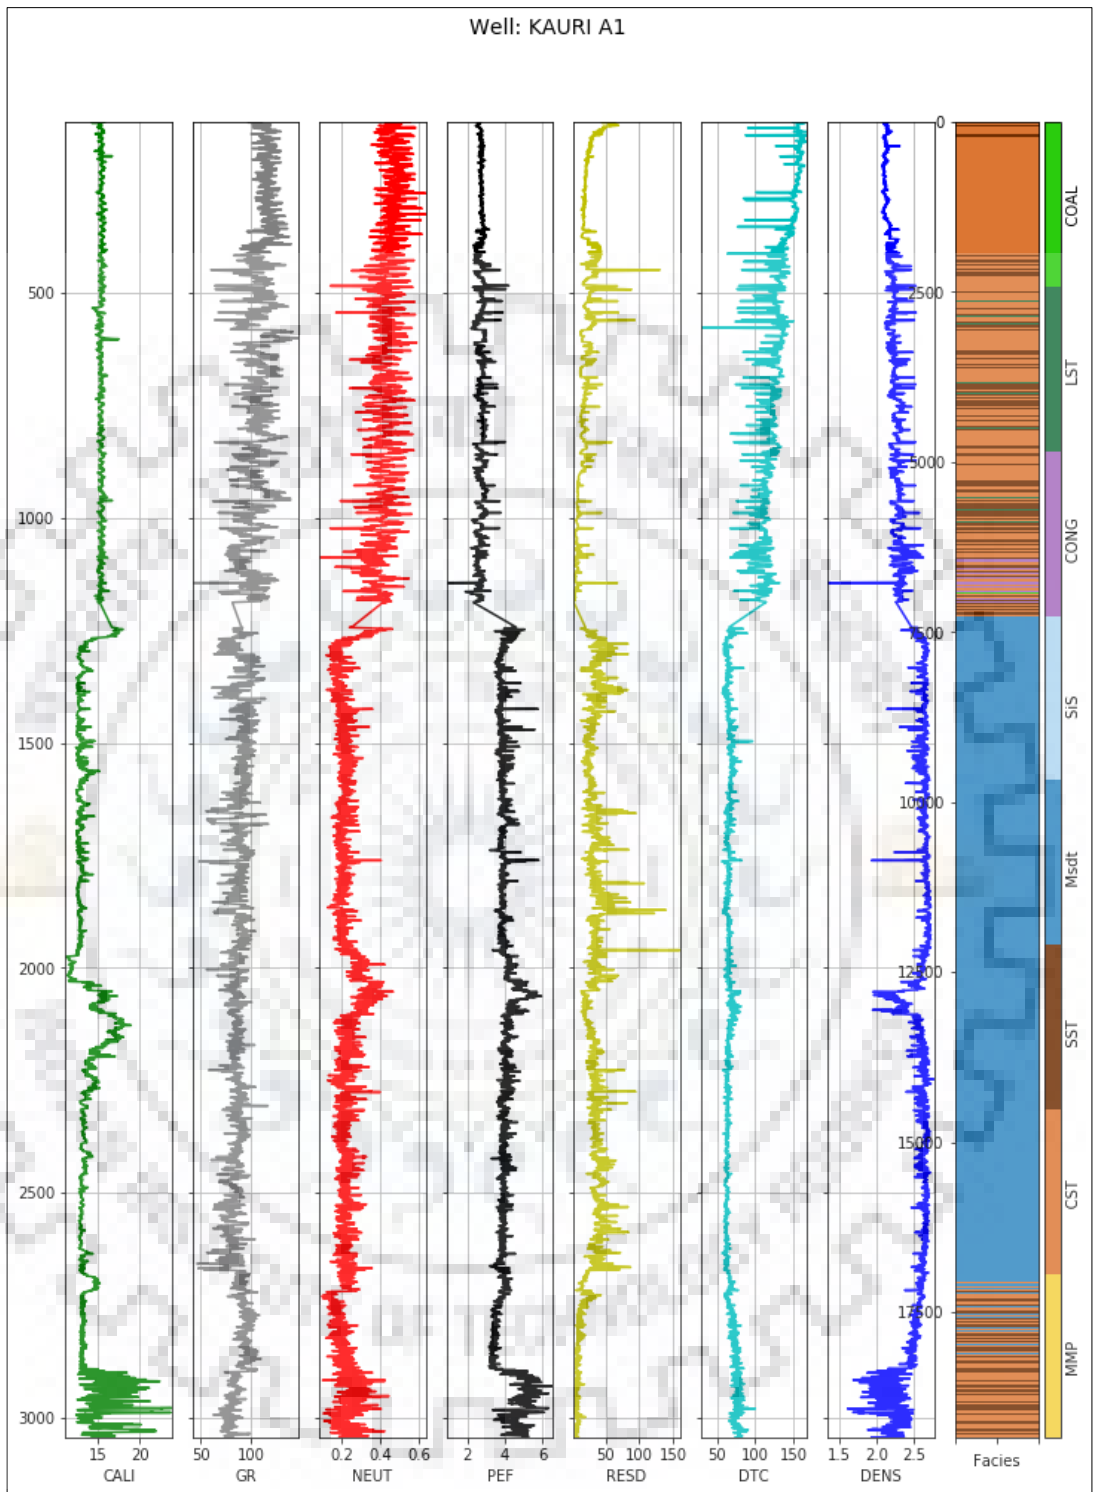 Well: KAURI A1
0
500
2500
5000
1000
7500
1500
10000
2000
12500
15000
2500
17500
3000
15 20
50 100
0.2 0.4 0.6
2 4 6
50 100 150
50 100 150
1.5 2.0 2.5
CALI GR NEUT PEF RESD DTC DENS Facies
COAL
LST
CONG
SiS
Msdt
SST
CST
MMP